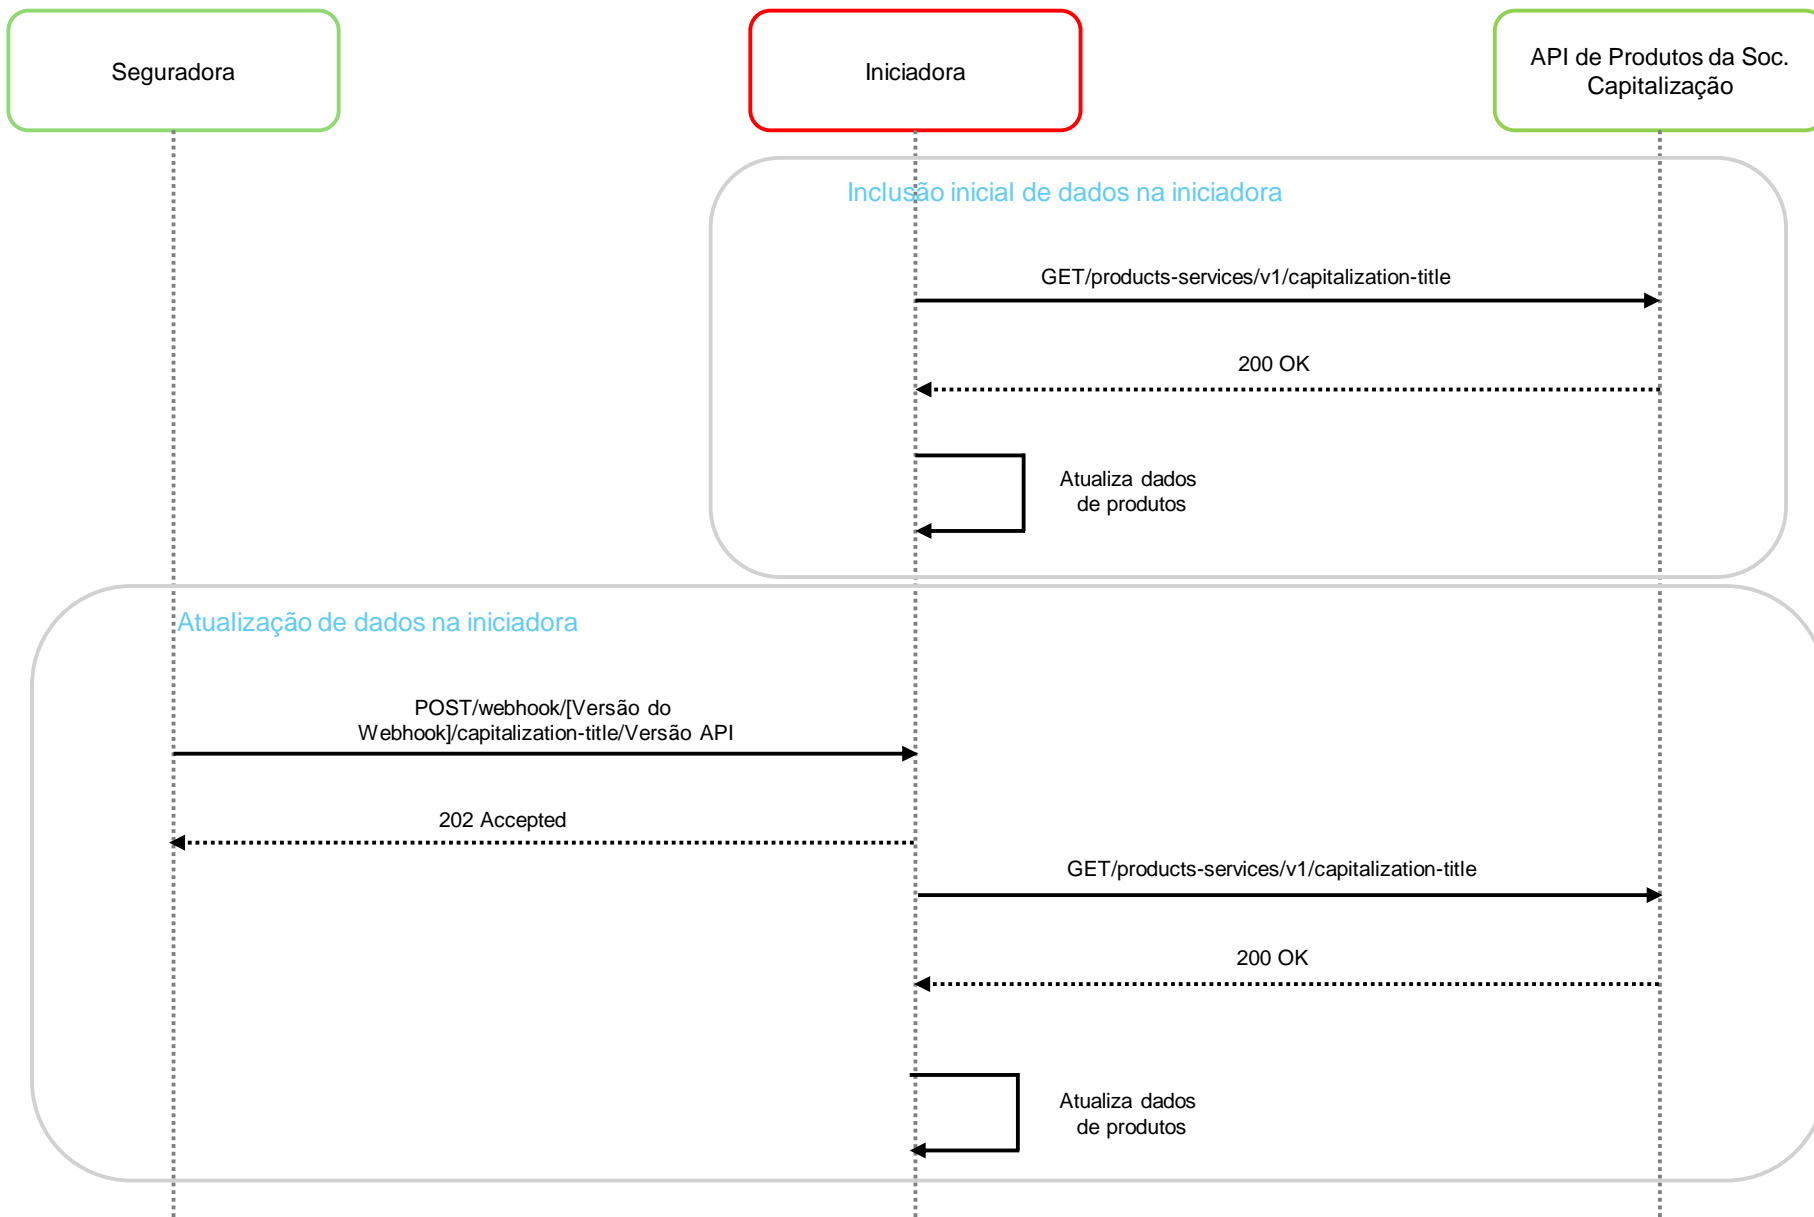 Seguradora
Iniciadora
API de Produtos da Soc.
Capitalização
Inclusão inicial de dados na iniciadora
GET/products-services/v1/capitalization-title
200 OK
Atualiza dados
de produtos
Atualização de dados na iniciadora
POST/webhook/[Versão do
Webhook]/capitalization-title/Versão API
202 Accepted
GET/products-services/v1/capitalization-title
200 OK
Atualiza dados
de produtos